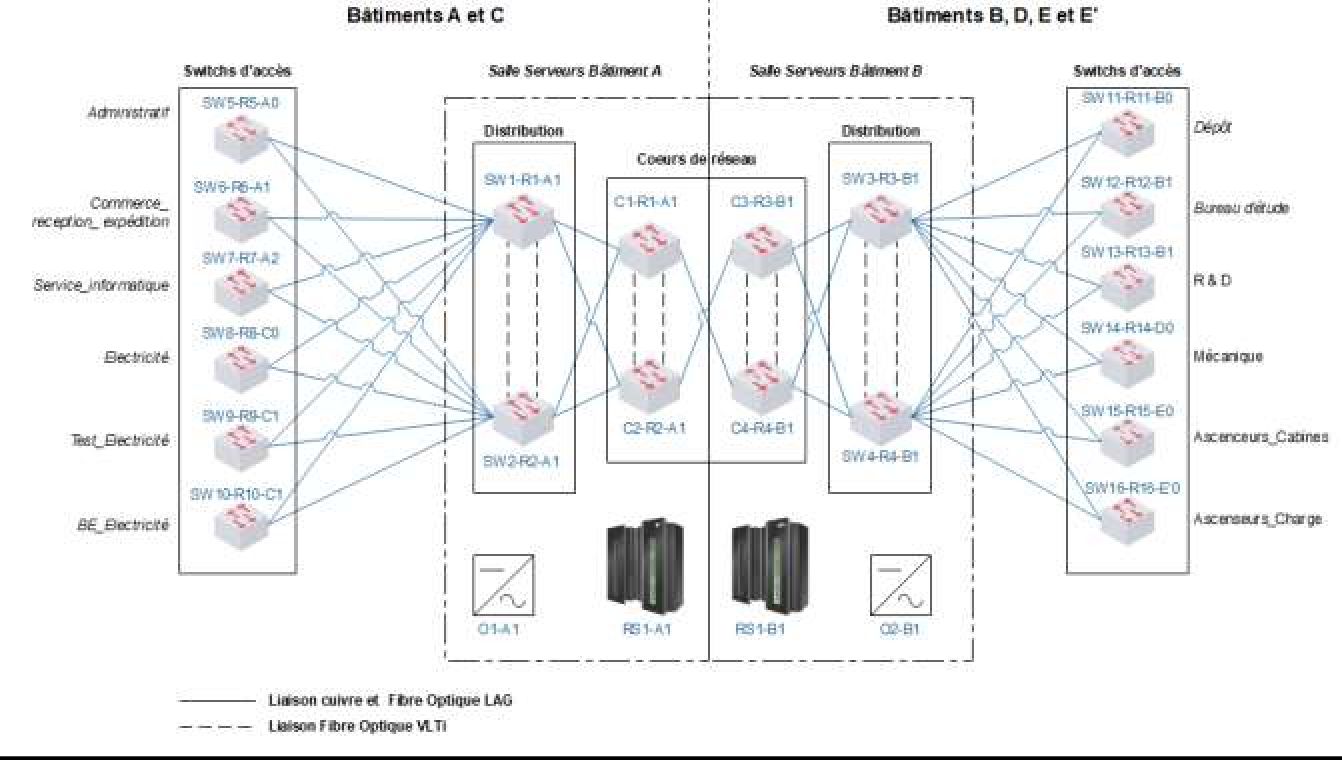 Bâtiments A et C
Bâtiments B, D, E et E'
Switchs d'accès
Salle Serveurs Bâtiment A
Salle Serveurs Bâtiment B
Switchs d'accès
Administratif
SW5-R5-A0
SW11-R11-B0
Dépôt
Distribution
Distribution
Coeurs de réseau
SW6-R6-A1
SW1-R1-A1
SW3-R3-B1
SW12-R12-B1
Commerce_
reception_ expédition
C1-R1-A1
C3-R3-B1
Bureau d'étude
SW7-R7-A2
SW13-R13-B1
Service_informatique
R & D
SW8-R8-C0
SW14-R14-D0
Electricité
Mécanique
SW9-R9-C1
SW15-R15-E0
Test_Electricité
C2-R2-A1
C4-R4-B1
Ascenceurs_Cabines
SW2-R2-A1
SW4-R4-B1
SW10-R10-C1
SW16-R16-E'0
BE_Electricité
Ascenseurs_Charge
O1-A1
RS1-A1
RS1-B1
O2-B1
Liaison cuivre et Fibre Optique LAG
Liaison Fibre Optique VLTi